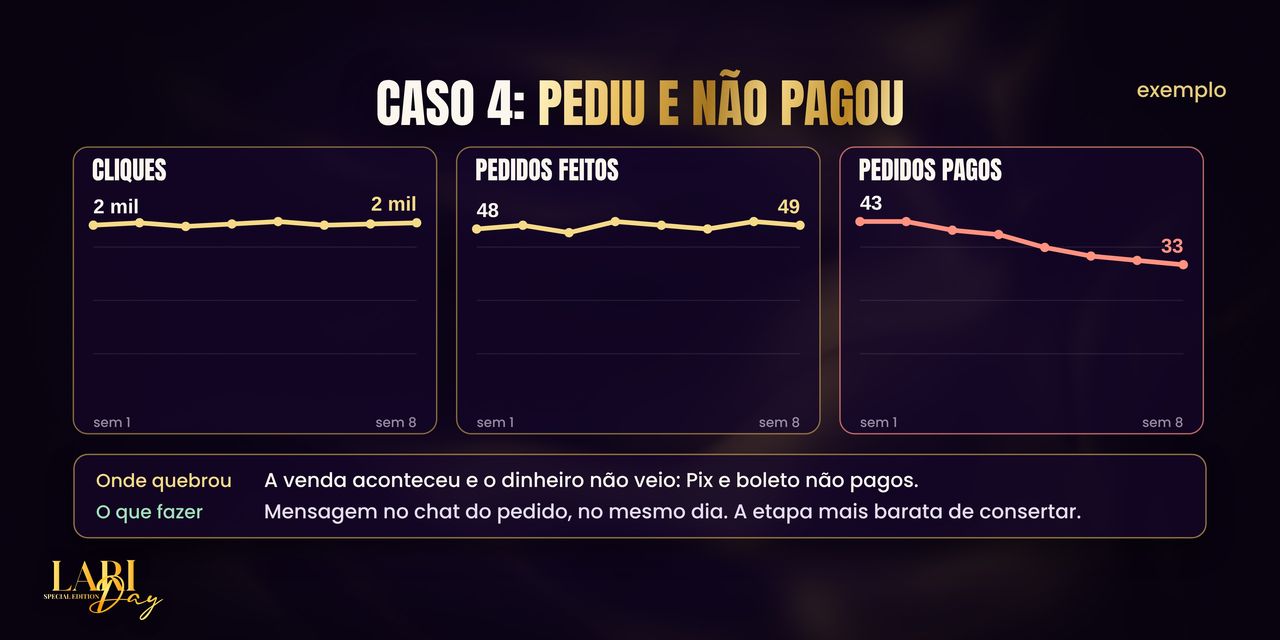 CASO 4: PEDIU E NÃO PAGOU
exemplo
CLIQUES
2 mil
2 mil
sem 1
sem 8
PEDIDOS FEITOS
48
49
sem 1
sem 8
PEDIDOS PAGOS
43
33
sem 1
sem 8
Onde quebrou A venda aconteceu e o dinheiro não veio: Pix e boleto não pagos.
O que fazer Mensagem no chat do pedido, no mesmo dia. A etapa mais barata de consertar.
LARI
SPECIAL EDITION Day